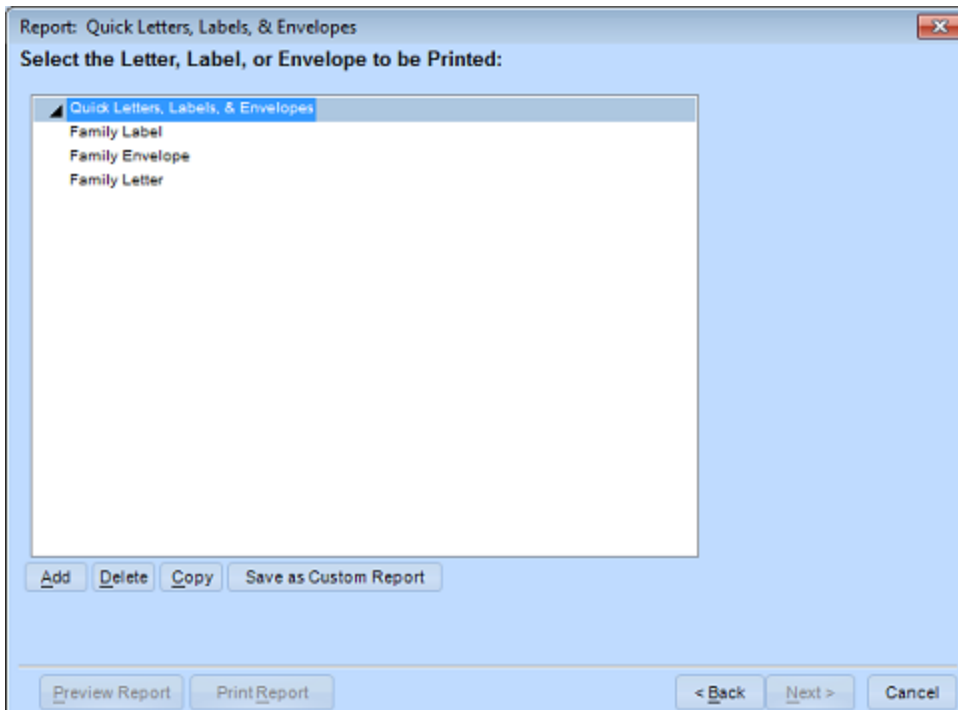 Report: Quick Letters, Labels, & Envelopes
Select the Letter, Label, or Envelope to be Printed:
Quick Letters, Labels, & Envelopes
Family Label
Family Envelope
Family Letter
Add Delete Copy Save as Custom Report
Preview Report Print Report < Back Next > Cancel